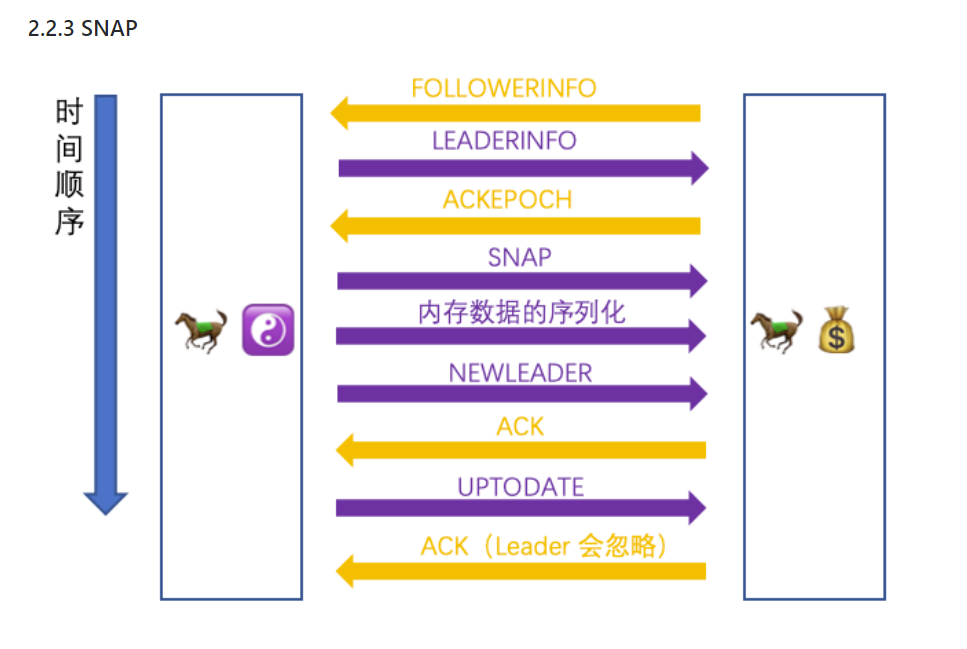 2.2.3 SNAP
时间顺序
FOLLOWERINFO
LEADERINFO
ACKEPOCH
SNAP
内存数据的序列化
NEWLEADER
ACK
UPTODATE
ACK（Leader 会忽略）